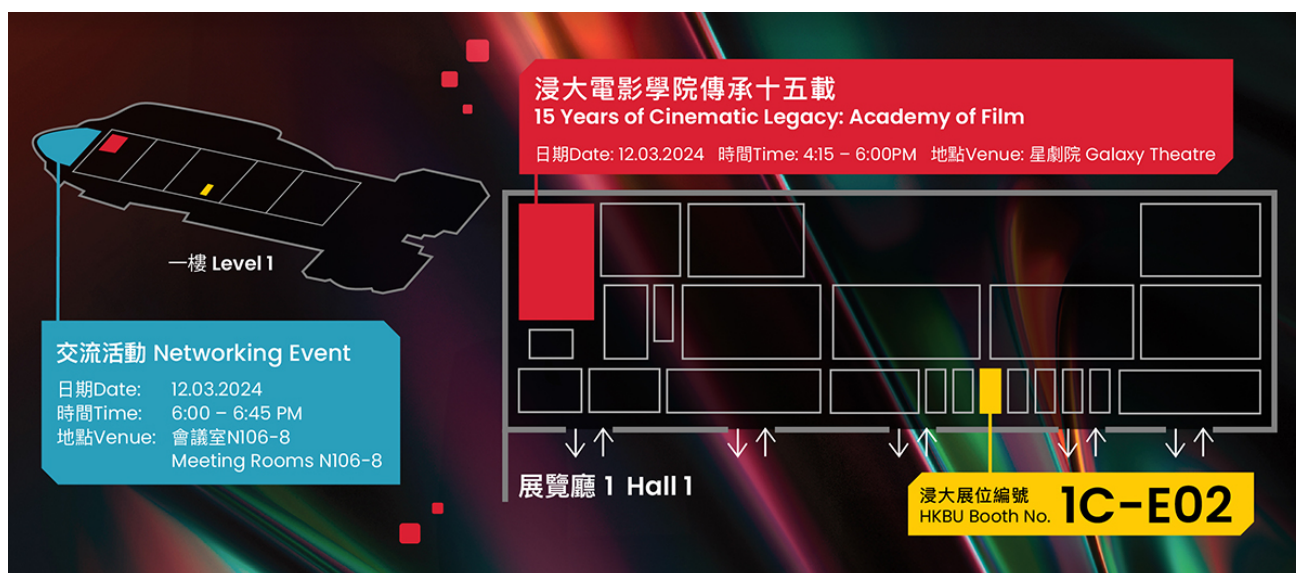 浸大電影學院傳承十五載
15 Years of Cinematic Legacy: Academy of Film
日期Date: 12.03.2024 時間Time: 4:15 – 6:00PM 地點Venue: 星劇院 Galaxy Theatre
一樓 Level 1
交流活動 Networking Event
日期Date: 12.03.2024
時間Time: 6:00 – 6:45 PM
地點Venue: 會議室N106-8
Meeting Rooms N106-8
展覽廳 1 Hall 1
浸大展位編號
HKBU Booth No. 1C-E02